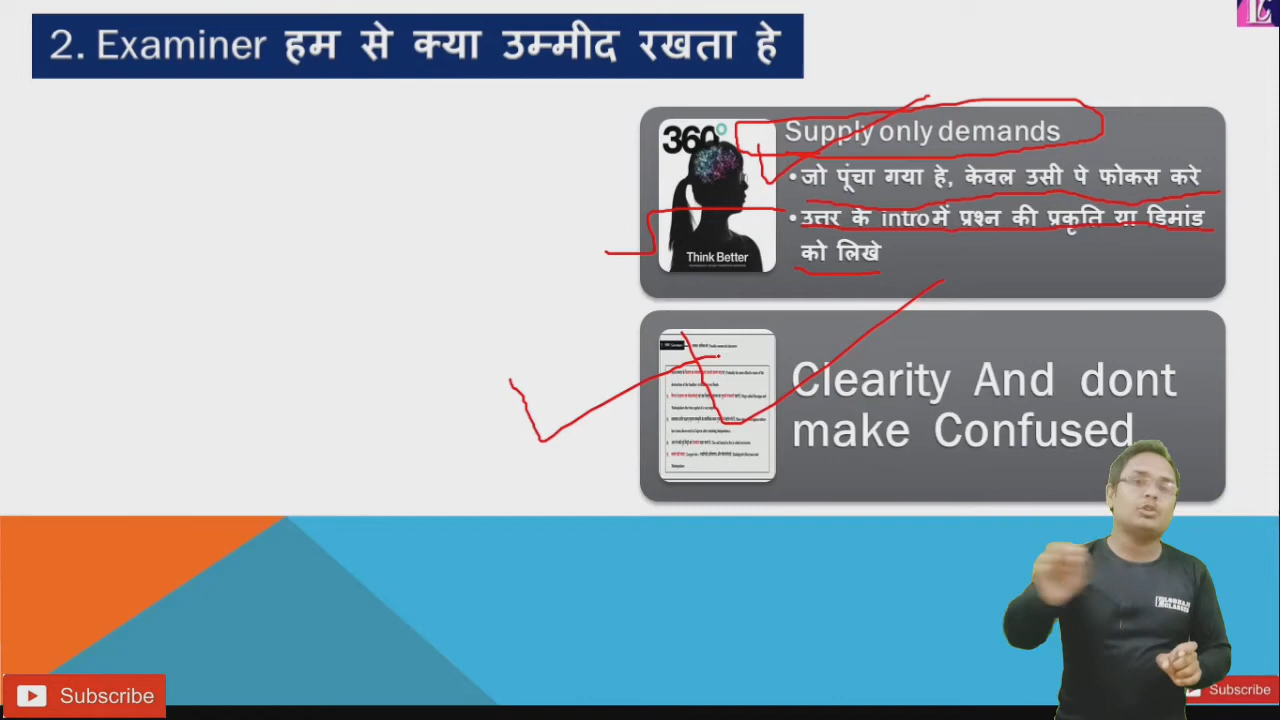 2. Examiner हम से क्या उम्मीद रखता हे
360°
Think Better
Supply only demands
•जो पूंचा गया हे, केवल उसी पे फोकस करे
•उत्तर के intro में प्रश्न की प्रकृति या डिमांड
को लिखे
Clearity And dont
make Confused
Subscribe
Subscribe